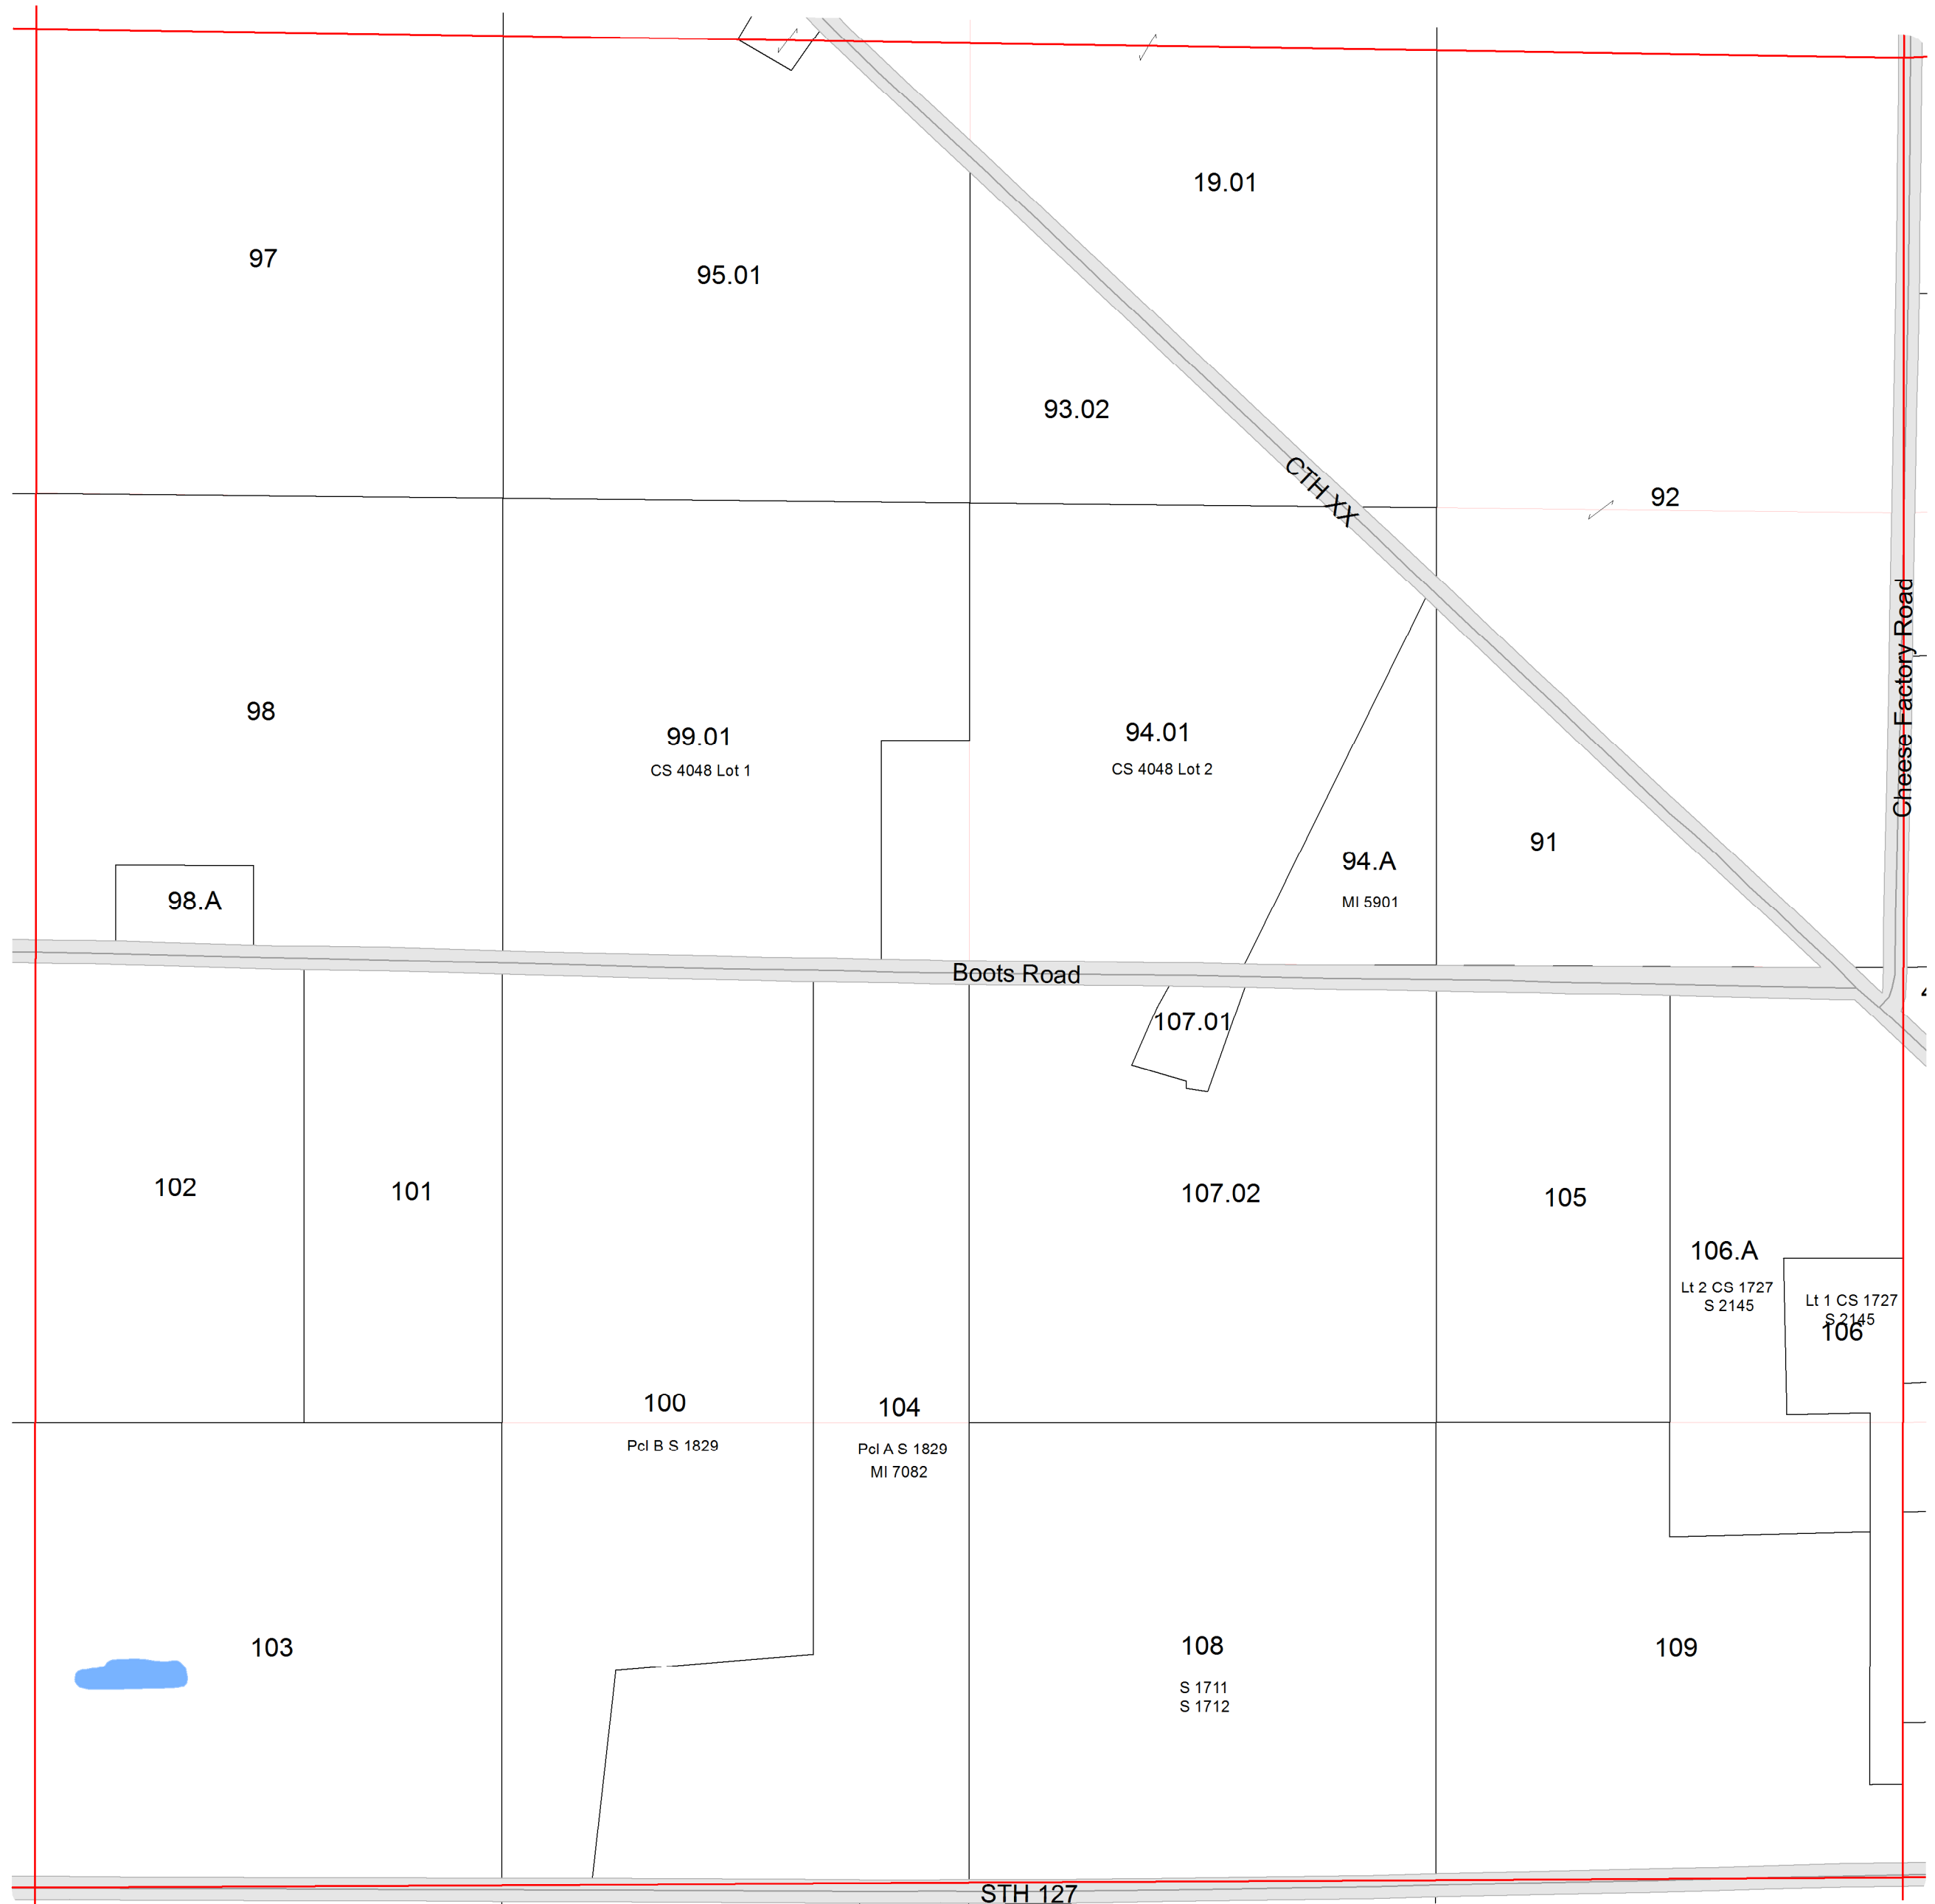 19.01
97
95.01
93.02
CTH XX
92
Cheese Factory Road
98
99.01
CS 4048 Lot 1
94.01
CS 4048 Lot 2
91
94.A
MI 5901
98.A
Boots Road
107.01
102
101
107.02
105
106.A
Lt 2 CS 1727
S 2145
Lt 1 CS 1727
S 2145
106
100
Pcl B S 1829
104
Pcl A S 1829
MI 7082
103
108
S 1711
S 1712
109
STH 127